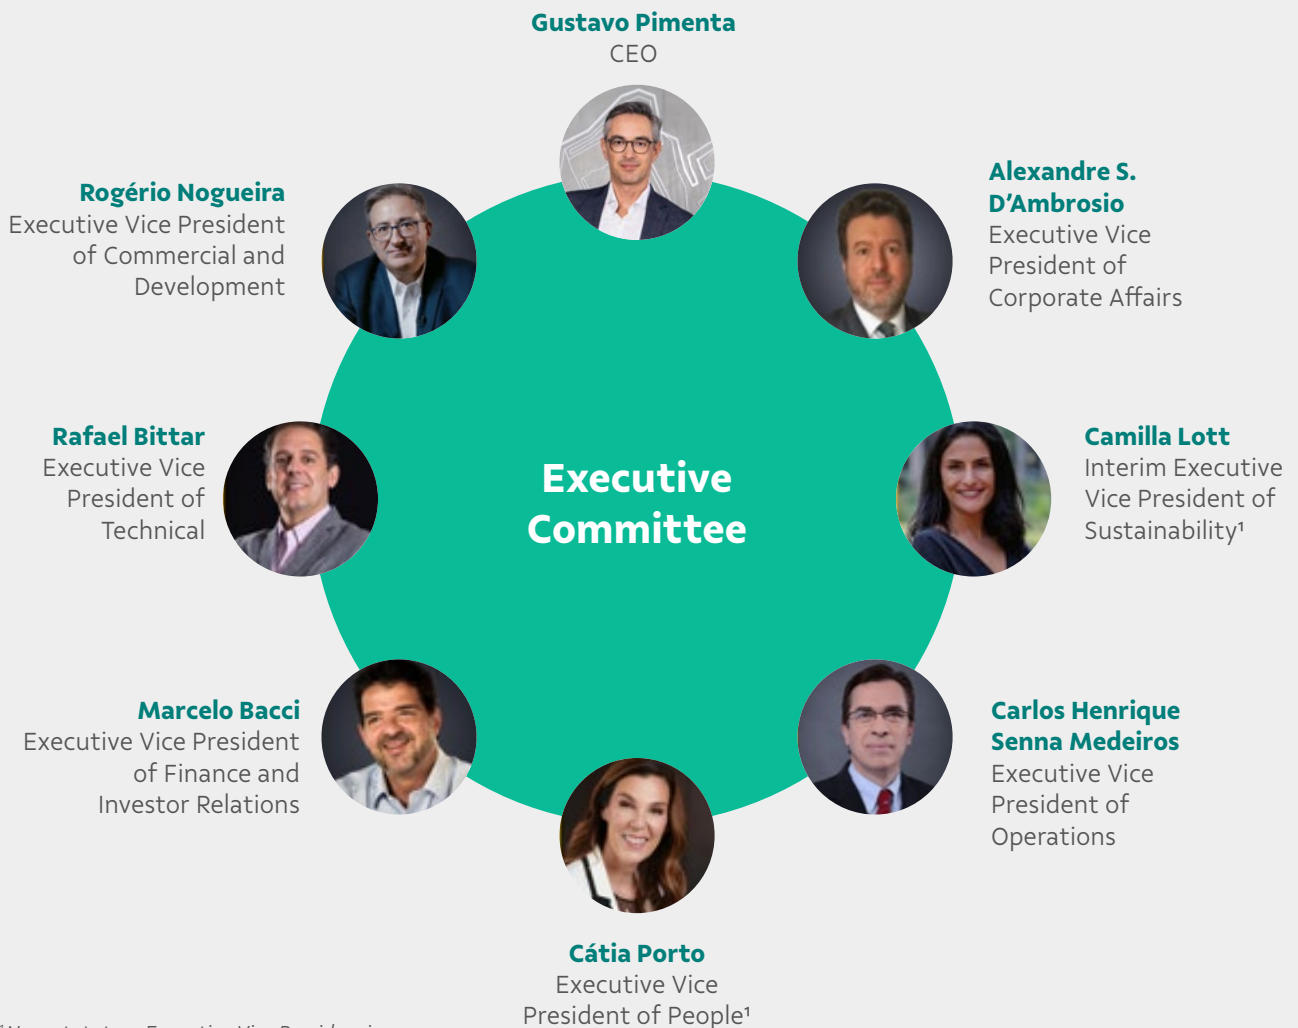 Gustavo Pimenta
CEO
Rogério Nogueira
Executive Vice President
of Commercial and
Development
Alexandre S.
D’Ambrosio
Executive Vice
President of
Corporate Affairs
Rafael Bittar
Executive Vice
President of
Technical
Executive
Committee
Camilla Lott
Interim Executive
Vice President of
Sustainability¹
Marcelo Bacci
Executive Vice President
of Finance and
Investor Relations
Carlos Henrique
Senna Medeiros
Executive Vice
President of
Operations
Cátia Porto
Executive Vice
President of People¹